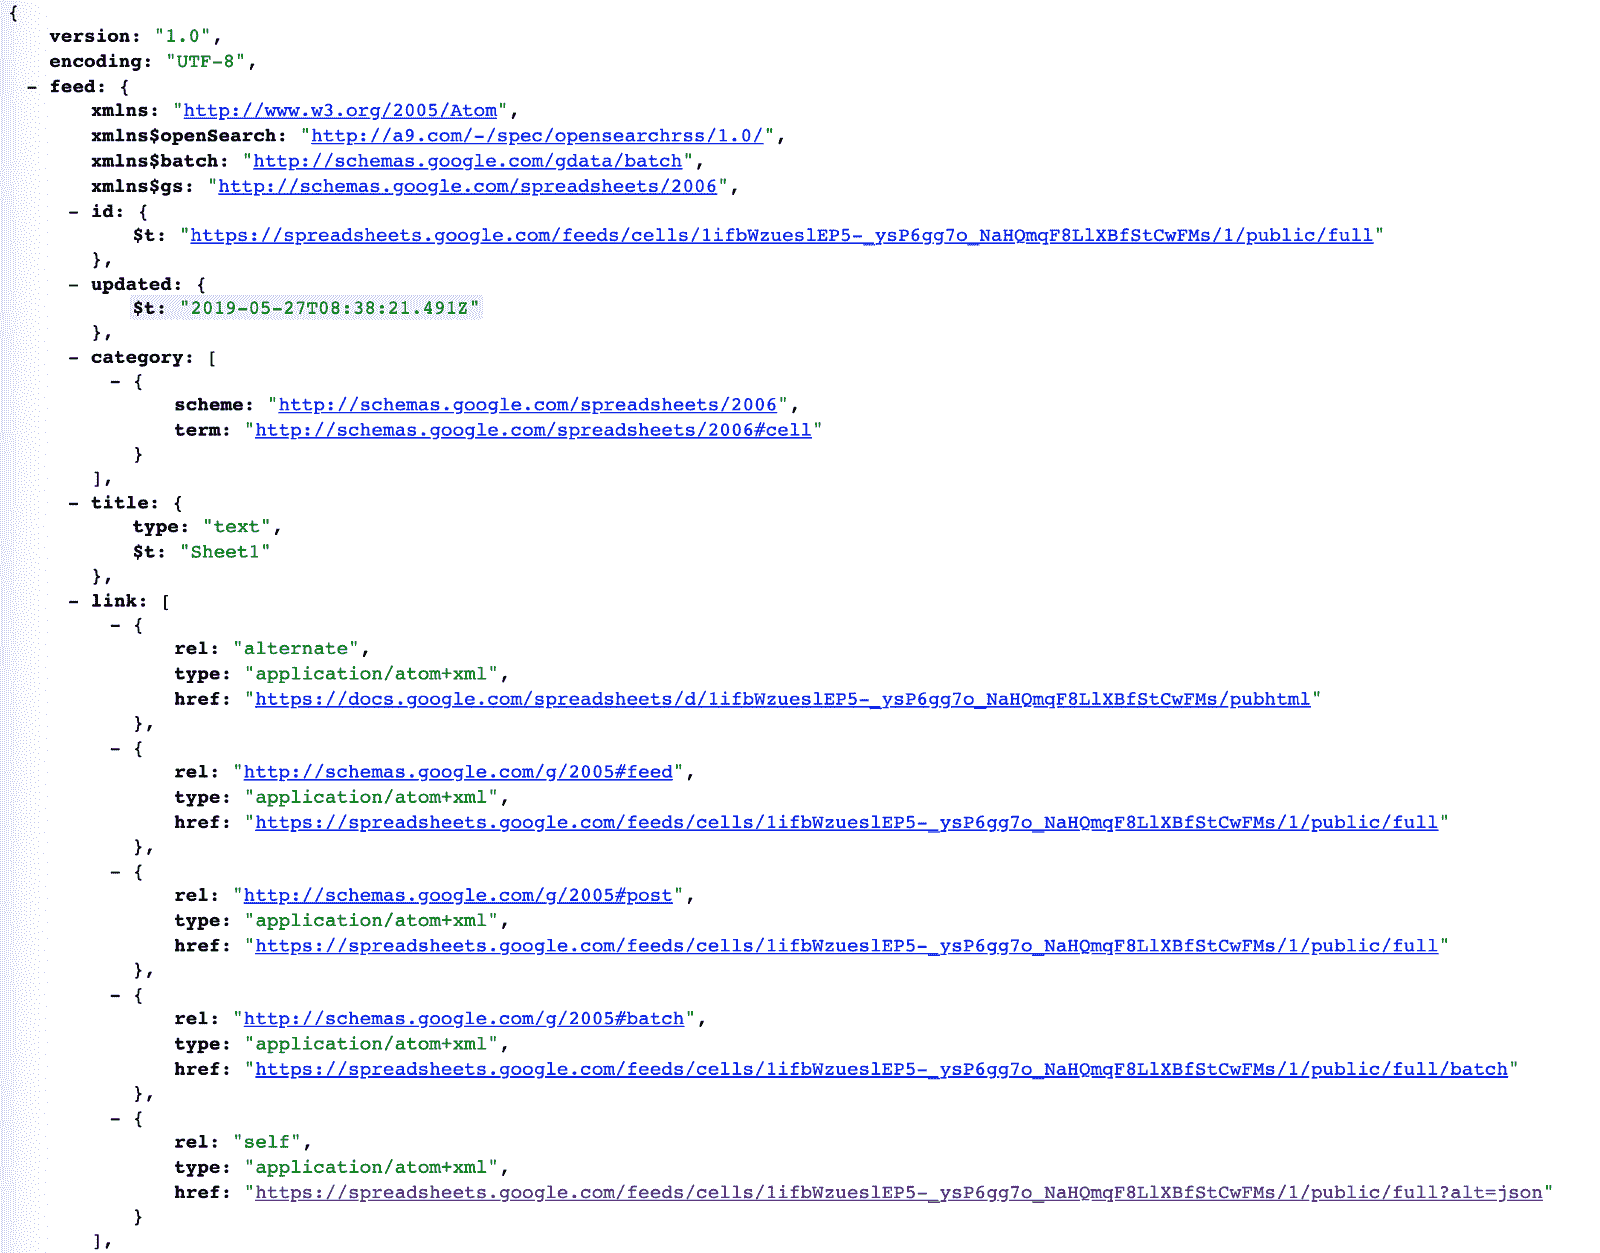 {
version: "1.0",
encoding: "UTF-8",
- feed: {
xmlns: "http://www.w3.org/2005/Atom",
xmlns$openSearch: "http://a9.com/-/spec/opensearchrss/1.0/",
xmlns$batch: "http://schemas.google.com/gdata/batch",
xmlns$gs: "http://schemas.google.com/spreadsheets/2006",
- id: {
$t: "https://spreadsheets.google.com/feeds/cells/1ifbWzueslEP5-_ysP6gg7o_NaHQmqF8LlXBfStCwFMs/1/public/full"
},
- updated: {
$t: "2019-05-27T08:38:21.491Z"
},
- category: [
- {
scheme: "http://schemas.google.com/spreadsheets/2006",
term: "http://schemas.google.com/spreadsheets/2006#cell"
}
],
- title: {
type: "text",
$t: "Sheet1"
},
- link: [
- {
rel: "alternate",
type: "application/atom+xml",
href: "https://docs.google.com/spreadsheets/d/1ifbWzueslEP5-_ysP6gg7o_NaHQmqF8LlXBfStCwFMs/pubhtml"
},
- {
rel: "http://schemas.google.com/g/2005#feed",
type: "application/atom+xml",
href: "https://spreadsheets.google.com/feeds/cells/1ifbWzueslEP5-_ysP6gg7o_NaHQmqF8LlXBfStCwFMs/1/public/full"
},
- {
rel: "http://schemas.google.com/g/2005#post",
type: "application/atom+xml",
href: "https://spreadsheets.google.com/feeds/cells/1ifbWzueslEP5-_ysP6gg7o_NaHQmqF8LlXBfStCwFMs/1/public/full"
},
- {
rel: "http://schemas.google.com/g/2005#batch",
type: "application/atom+xml",
href: "https://spreadsheets.google.com/feeds/cells/1ifbWzueslEP5-_ysP6gg7o_NaHQmqF8LlXBfStCwFMs/1/public/full/batch"
},
- {
rel: "self",
type: "application/atom+xml",
href: "https://spreadsheets.google.com/feeds/cells/1ifbWzueslEP5-_ysP6gg7o_NaHQmqF8LlXBfStCwFMs/1/public/full?alt=json"
}
],